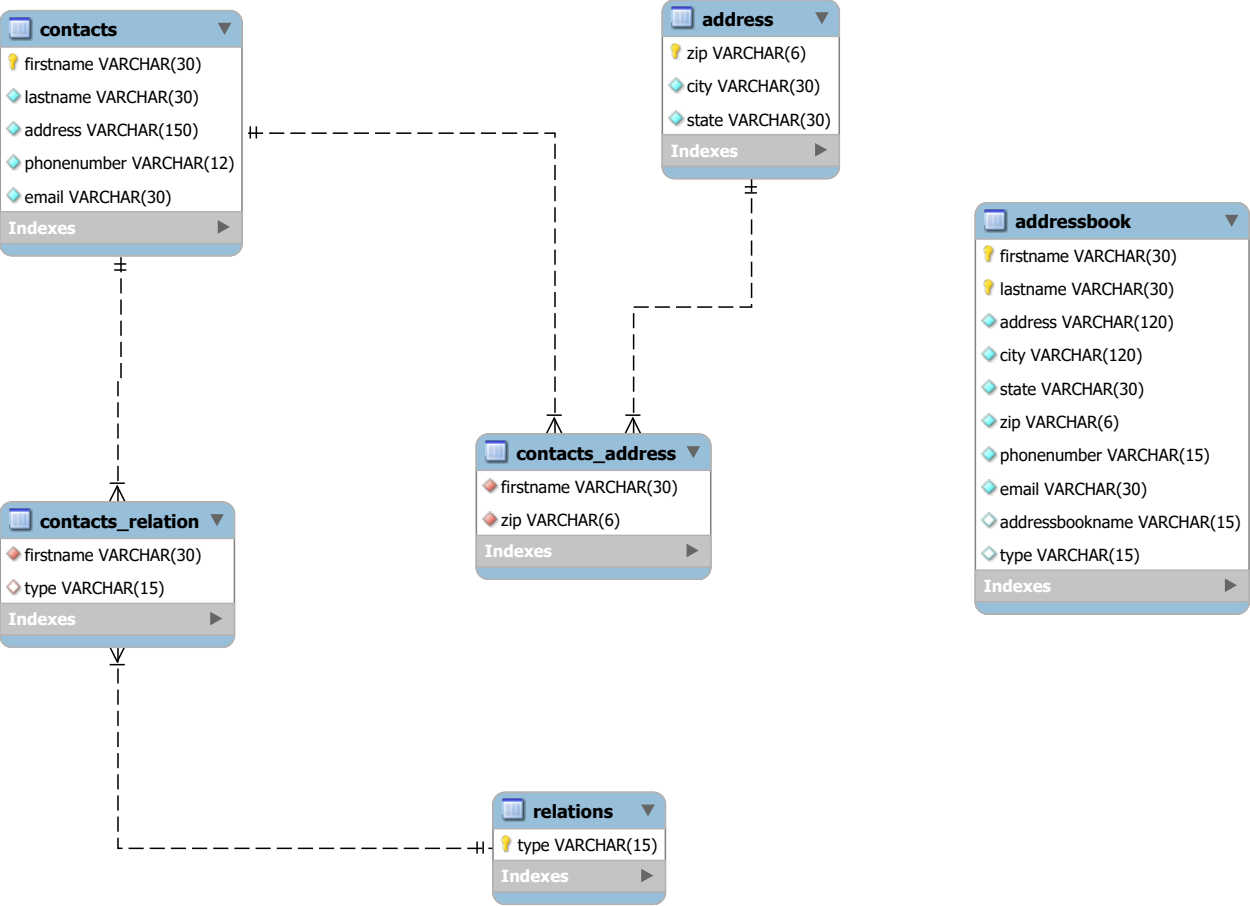 contacts
firstname VARCHAR(30)
lastname VARCHAR(30)
address VARCHAR(150)
phonenumber VARCHAR(12)
email VARCHAR(30)
Indexes
address
zip VARCHAR(6)
city VARCHAR(30)
state VARCHAR(30)
Indexes
addressbook
firstname VARCHAR(30)
lastname VARCHAR(30)
address VARCHAR(120)
city VARCHAR(120)
state VARCHAR(30)
zip VARCHAR(6)
phonenumber VARCHAR(15)
email VARCHAR(30)
addressbookname VARCHAR(15)
type VARCHAR(15)
Indexes
contacts_address
firstname VARCHAR(30)
zip VARCHAR(6)
Indexes
contacts_relation
firstname VARCHAR(30)
type VARCHAR(15)
Indexes
relations
type VARCHAR(15)
Indexes